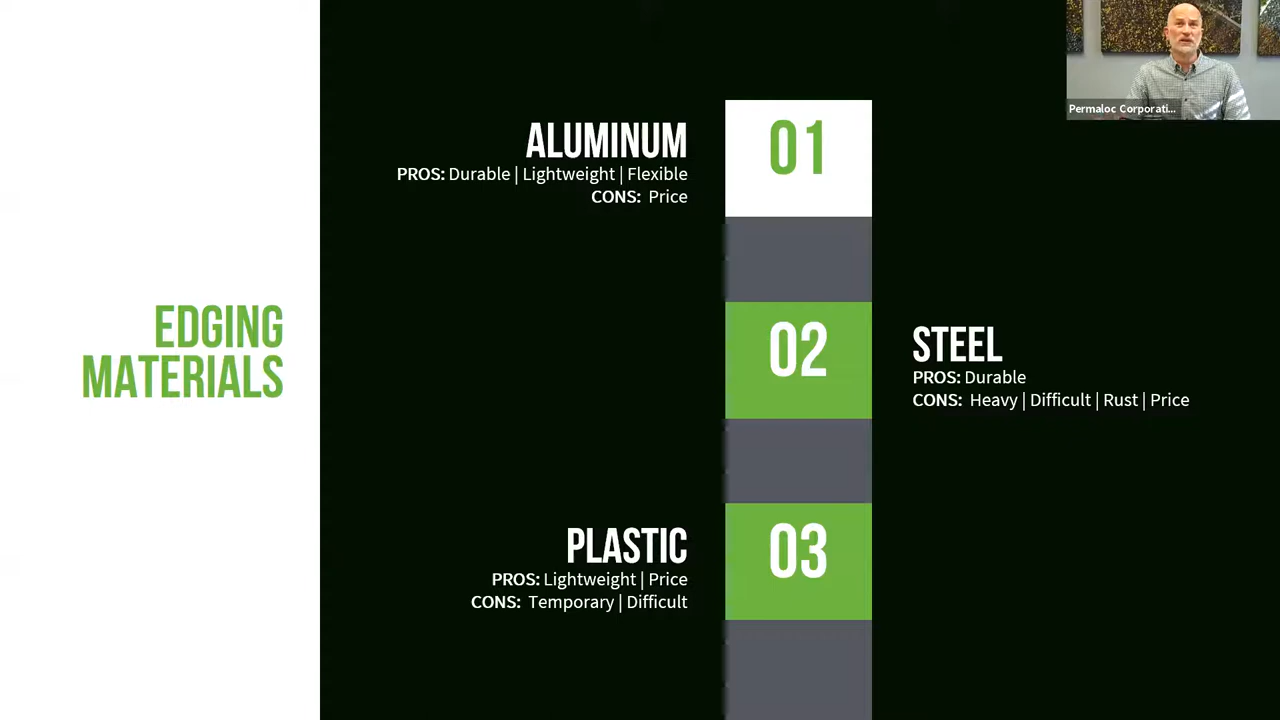 EDGING
MATERIALS
ALUMINUM
PROS: Durable | Lightweight | Flexible
CONS: Price
01
02
STEEL
PROS: Durable
CONS: Heavy | Difficult | Rust | Price
PLASTIC
PROS: Lightweight | Price
CONS: Temporary | Difficult
03
Permaloc Corporati...